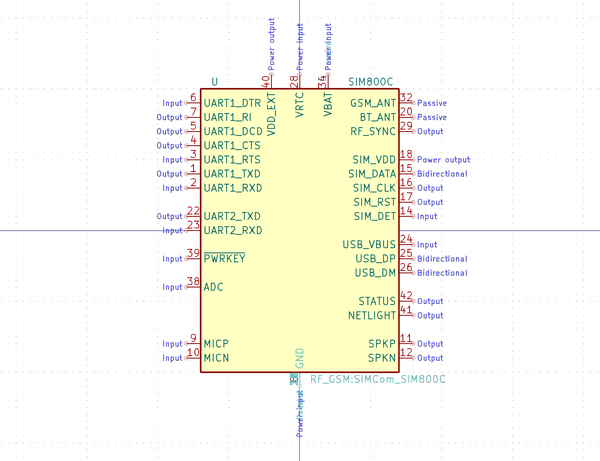 Power output
Power input
Power input
40
28
34
U
SIM800C
VDD_EXT
VRTC
VBAT
Input 6 UART1_DTR GSM_ANT 32 Passive
Output 7 UART1_RI BT_ANT 20 Passive
Output 5 UART1_DCD RF_SYNC 29 Output
Output 4 UART1_CTS
Input 3 UART1_RTS SIM_VDD 18 Power output
Output 1 UART1_TXD SIM_DATA 15 Bidirectional
Input 2 UART1_RXD SIM_CLK 16 Output
SIM_RST 17 Output
Output 22 UART2_TXD SIM_DET 14 Input
Input 23 UART2_RXD
USB_VBUS 24 Input
Input 39 PWRKEY USB_DP 25 Bidirectional
USB_DM 26 Bidirectional
Input 38 ADC
STATUS 42 Output
NETLIGHT 41 Output
Input 9 MICP SPKP 11 Output
Input 10 MICN SPKN 12 Output
GND
RF_GSM:SIMCom_SIM800C
Power input